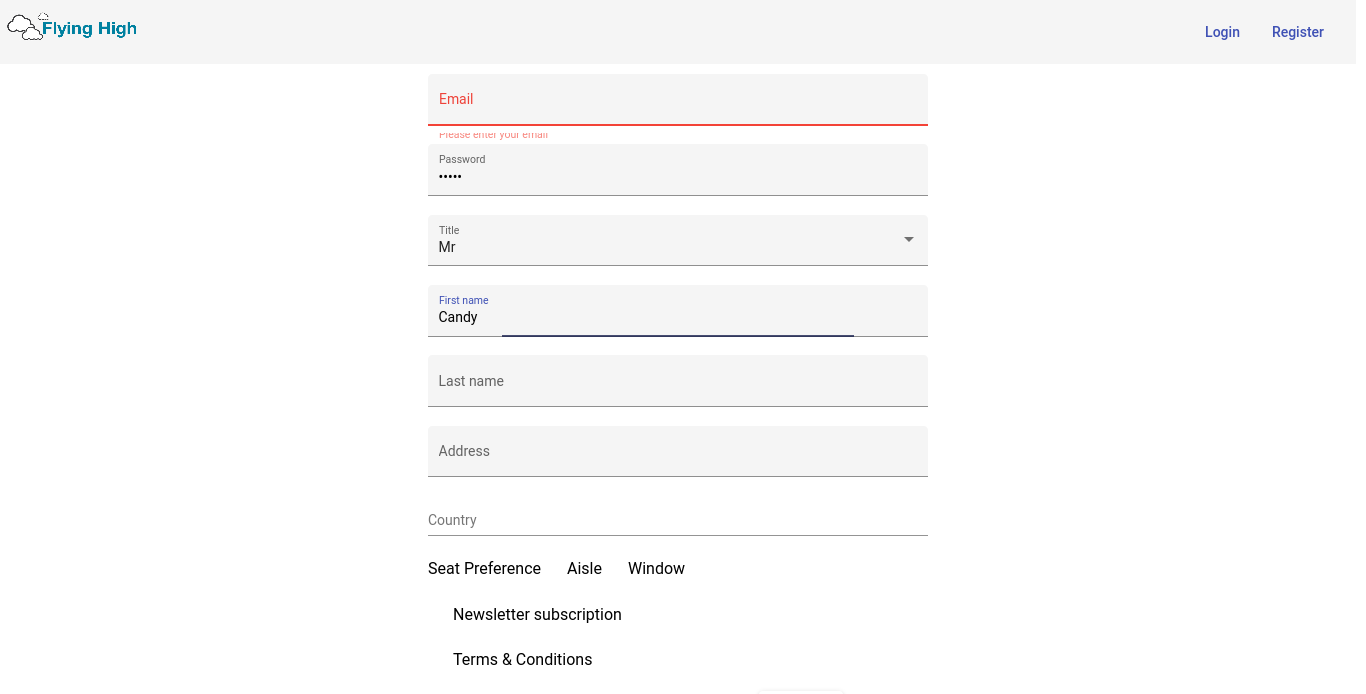 Flying High
Login
Register
Email
Please enter your email
Password
•••••
Title
Mr
First name
Candy
Last name
Address
Country
Seat Preference Aisle Window
Newsletter subscription
Terms & Conditions